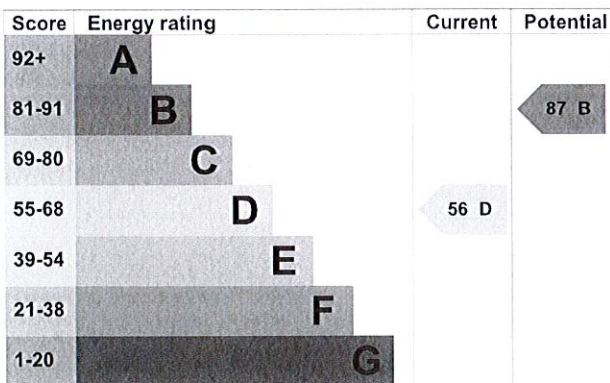 Score Energy rating Current Potential
92+ A
81-91 B 87 B
69-80 C
55-68 D 56 D
39-54 E
21-38 F
1-20 G